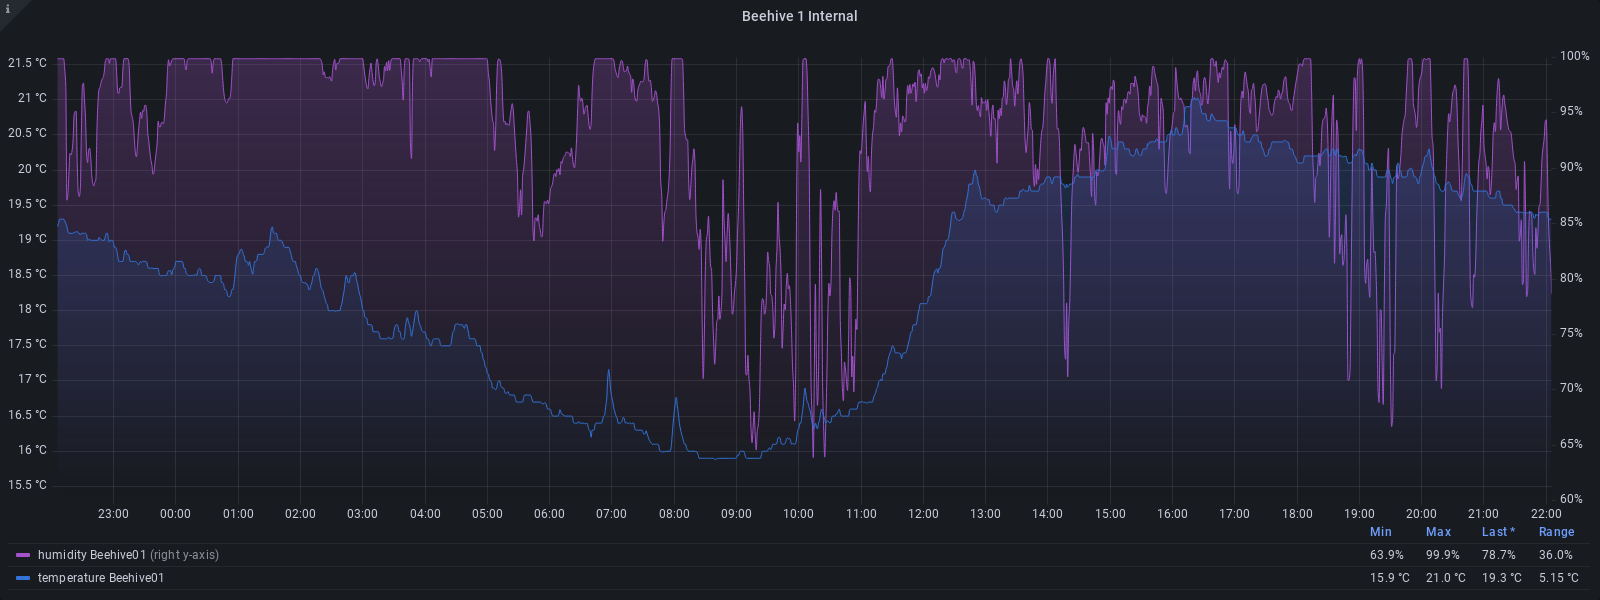 i
Beehive 1 Internal
21.5 °C
21 °C
20.5 °C
20 °C
19.5 °C
19 °C
18.5 °C
18 °C
17.5 °C
17 °C
16.5 °C
16 °C
15.5 °C
100%
95%
90%
85%
80%
75%
70%
65%
60%
23:00 00:00 01:00 02:00 03:00 04:00 05:00 06:00 07:00 08:00 09:00 10:00 11:00 12:00 13:00 14:00 15:00 16:00 17:00 18:00 19:00 20:00 21:00 22:00
Min Max Last * Range
humidity Beehive01 (right y-axis) 63.9% 99.9% 78.7% 36.0%
temperature Beehive01 15.9 °C 21.0 °C 19.3 °C 5.15 °C